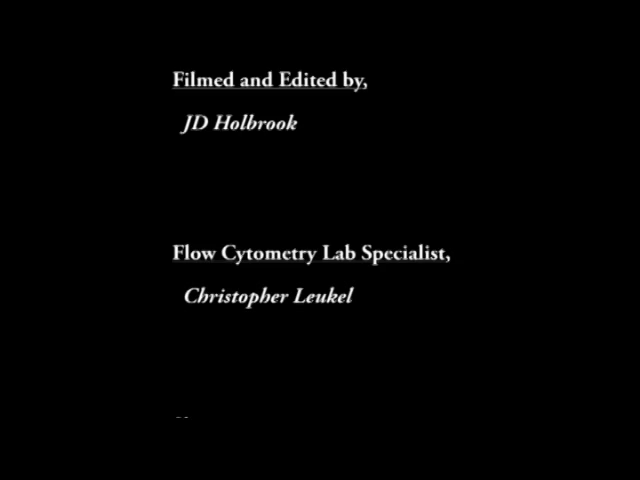 Filmed and Edited by,
JD Holbrook
Flow Cytometry Lab Specialist,
Christopher Leukel